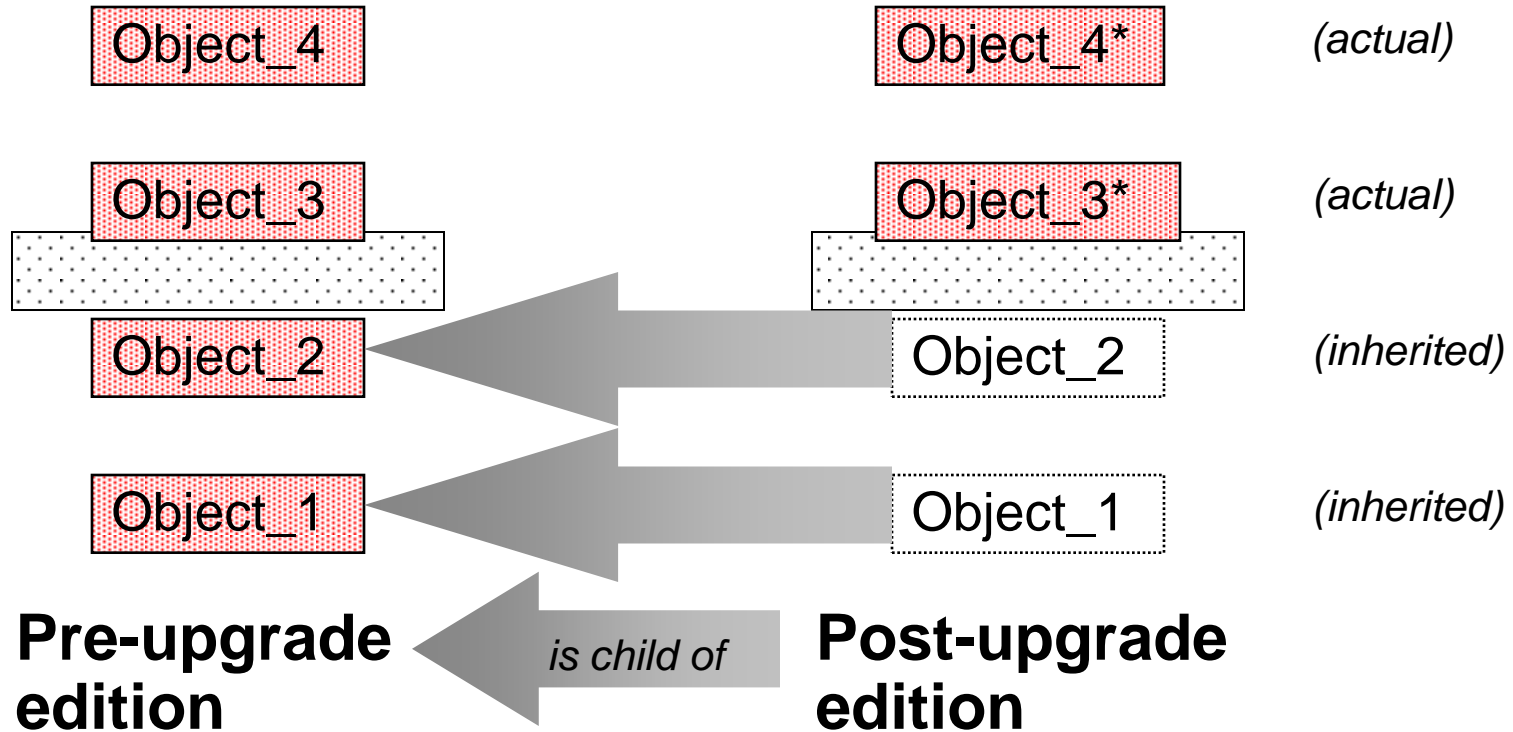 Object_4
Object_4*
(actual)
Object_3
Object_3*
(actual)
Object_2
Object_2
(inherited)
Object_1
Object_1
(inherited)
Pre-upgrade
edition
is child of
Post-upgrade
edition